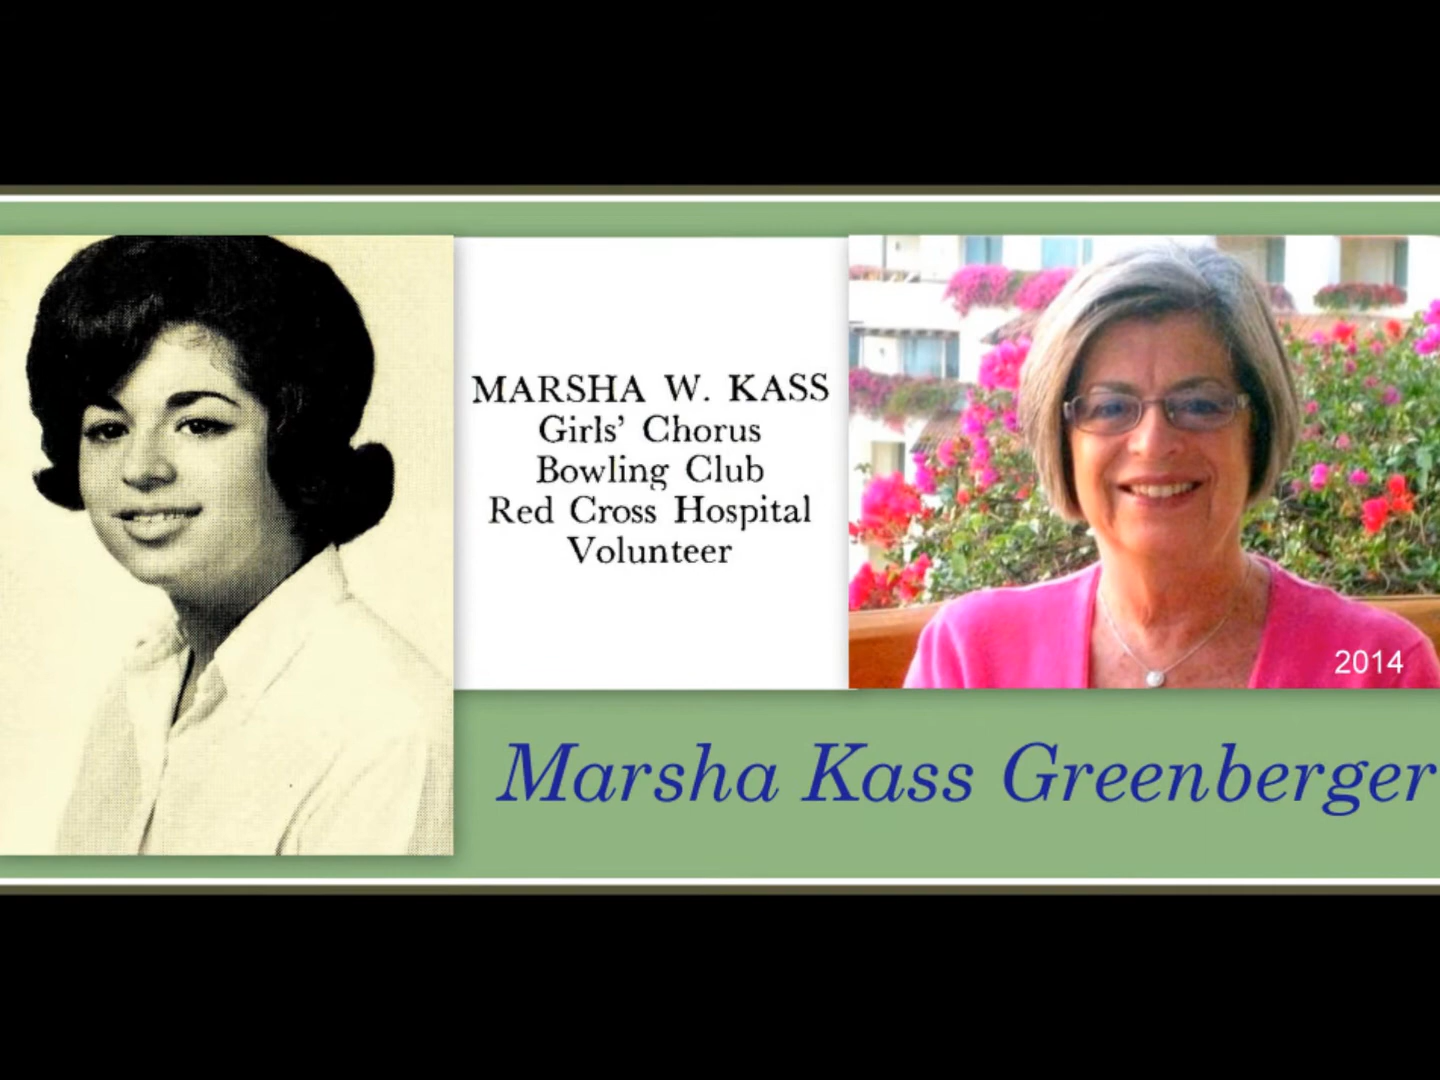 MARSHA W. KASS
Girls' Chorus
Bowling Club
Red Cross Hospital
Volunteer
2014
Marsha Kass Greenberger